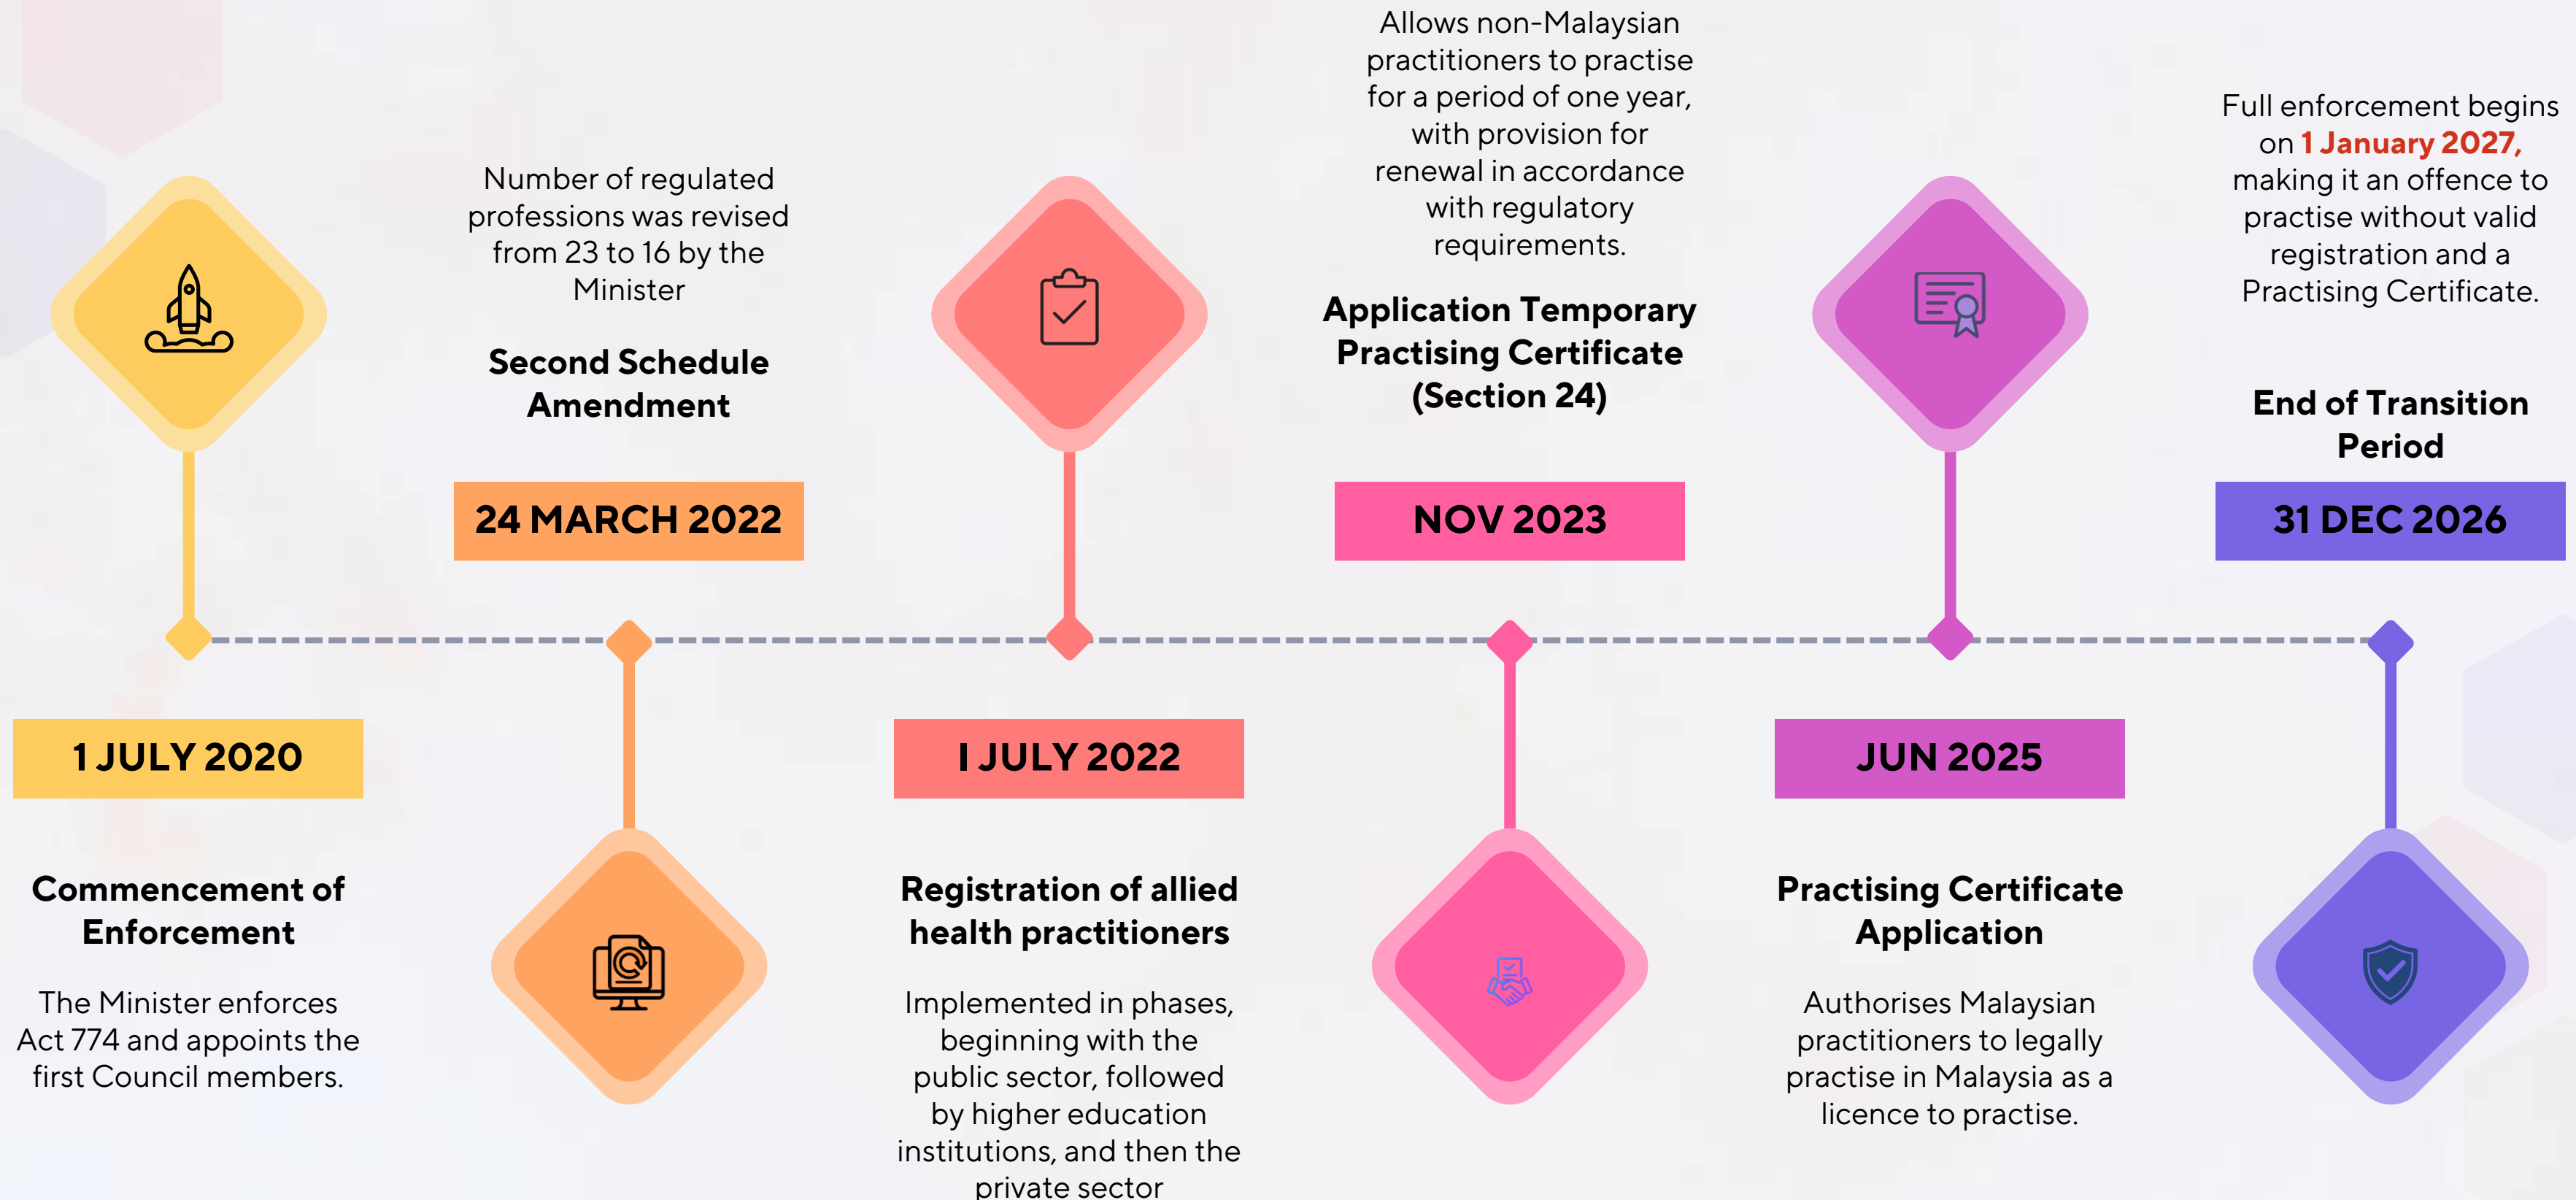 1 JULY 2020
Commencement of
Enforcement
The Minister enforces
Act 774 and appoints the
first Council members.
Number of regulated
professions was revised
from 23 to 16 by the
Minister
Second Schedule
Amendment
24 MARCH 2022
I JULY 2022
Registration of allied
health practitioners
Implemented in phases,
beginning with the
public sector, followed
by higher education
institutions, and then the
private sector
Allows non-Malaysian
practitioners to practise
for a period of one year,
with provision for
renewal in accordance
with regulatory
requirements.
Application Temporary
Practising Certificate
(Section 24)
NOV 2023
JUN 2025
Practising Certificate
Application
Authorises Malaysian
practitioners to legally
practise in Malaysia as a
licence to practise.
Full enforcement begins
on 1 January 2027,
making it an offence to
practise without valid
registration and a
Practising Certificate.
End of Transition
Period
31 DEC 2026